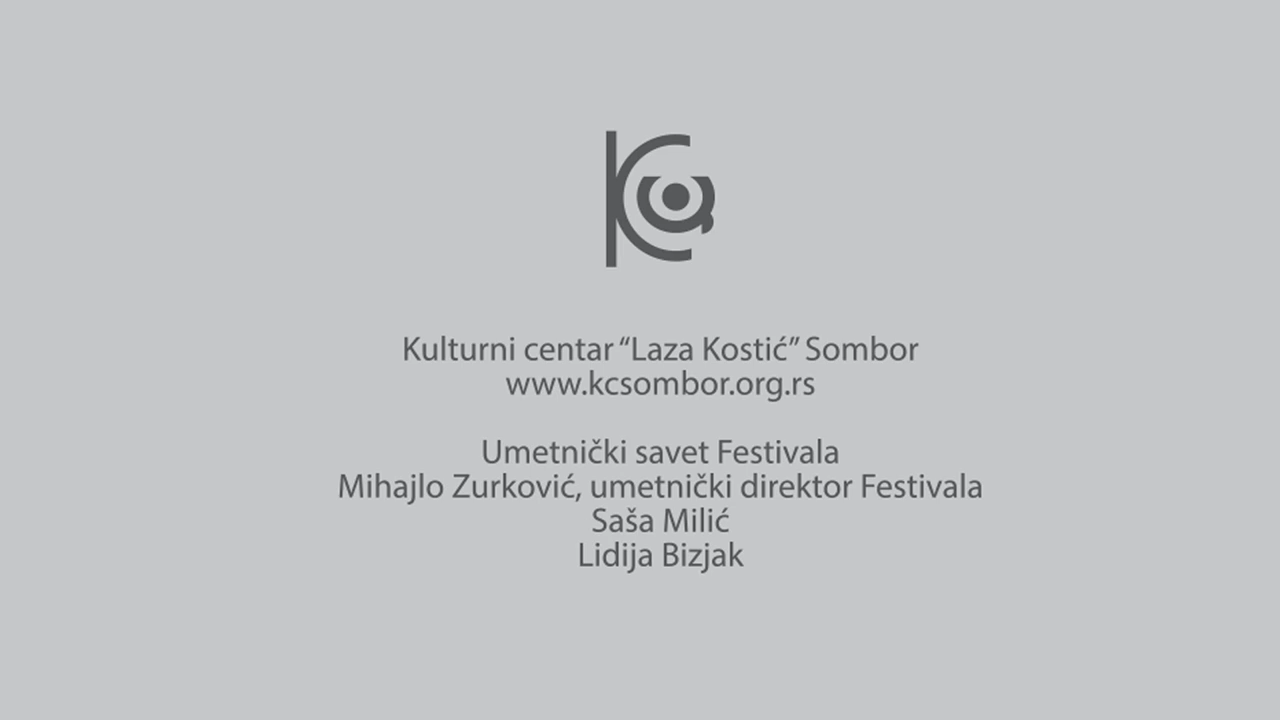 Kulturni centar “Laza Kostić” Sombor
www.kcsombor.org.rs
Umetnički savet Festivala
Mihajlo Zurković, umetnički direktor Festivala
Saša Milić
Lidija Bizjak